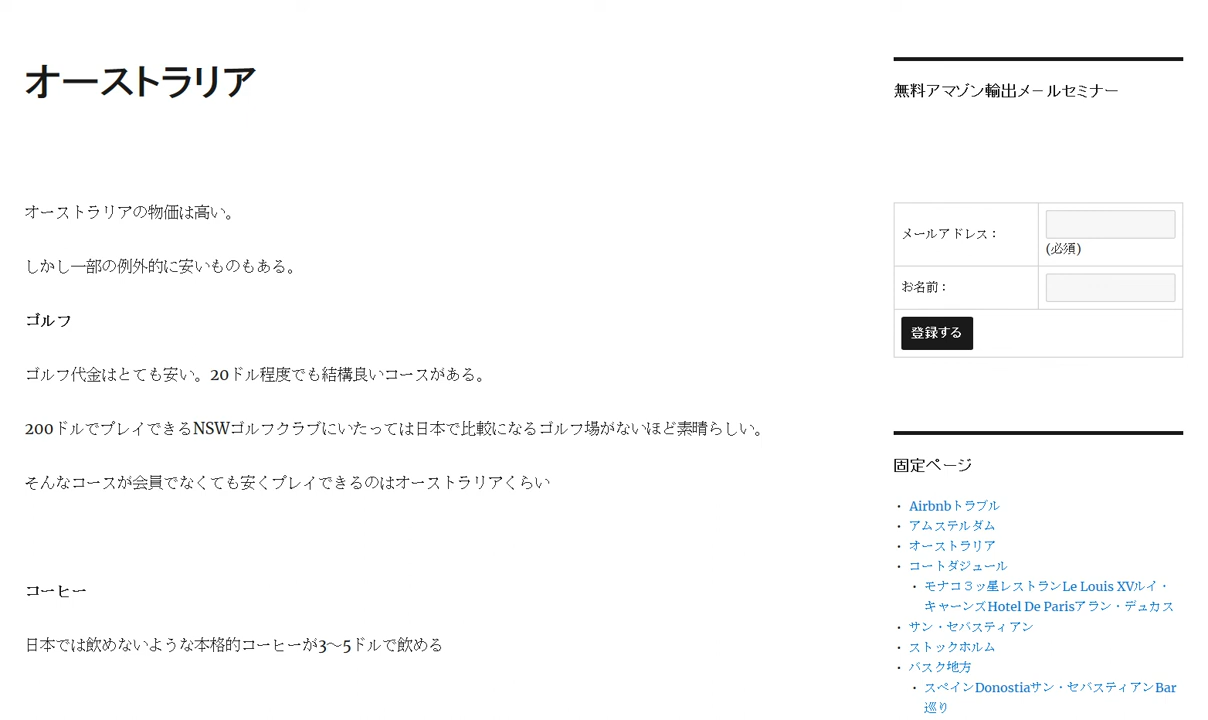 オーストラリア
オーストラリアの物価は高い。
しかし一部の例外的に安いものもある。
ゴルフ
ゴルフ代金はとても安い。20ドル程度でも結構良いコースがある。
200ドルでプレイできるNSWゴルフクラブにいたっては日本で比較になるゴルフ場がないほど素晴らしい。
そんなコースが会員でなくても安くプレイできるのはオーストラリアくらい
コーヒー
日本では飲めないような本格的コーヒーが3〜5ドルで飲める
無料アマゾン輸出メールセミナー
メールアドレス：
(必須)
お名前：
登録する
固定ページ
・ Airbnbトラブル
・ アムステルダム
・ オーストラリア
・ コートダジュール
・ モナコ３ッ星レストランLe Louis XVルイ・
キャーンズHotel De Parisアラン・デュカス
・ サン・セバスティアン
・ ストックホルム
・ バスク地方
・ スペインDonostiaサン・セバスティアンBar
巡り